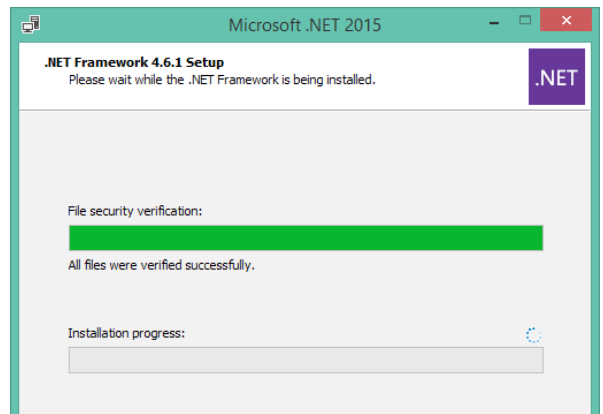 Microsoft .NET 2015
.NET Framework 4.6.1 Setup
Please wait while the .NET Framework is being installed.
.NET
File security verification:
All files were verified successfully.
Installation progress: